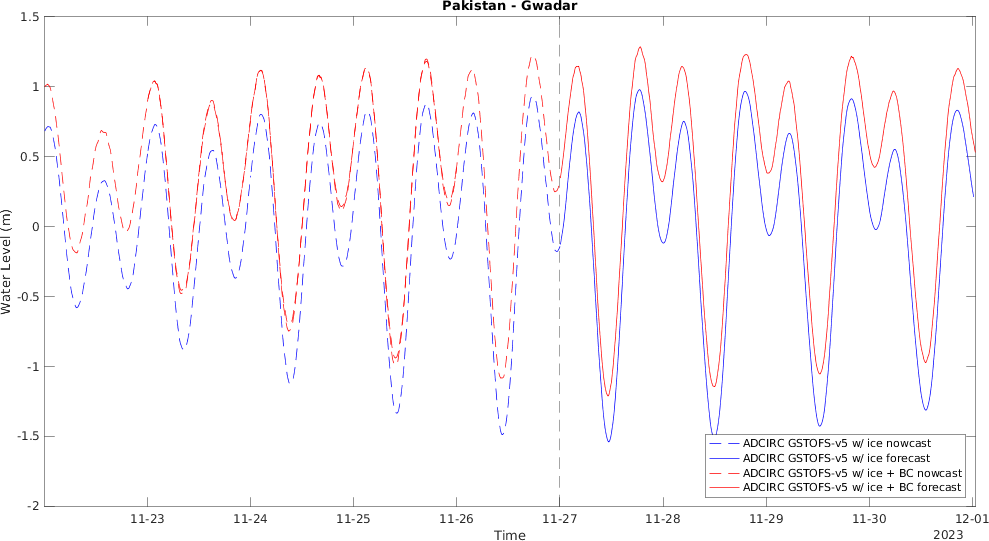 Pakistan - Gwadar
1.5
1
0.5
0
-0.5
-1
-1.5
-2
Water Level (m)
ADCIRC GSTOFS-v5 w/ ice nowcast
ADCIRC GSTOFS-v5 w/ ice forecast
ADCIRC GSTOFS-v5 w/ ice + BC nowcast
ADCIRC GSTOFS-v5 w/ ice + BC forecast
11-23 11-24 11-25 11-26 11-27 11-28 11-29 11-30 12-01
Time
2023